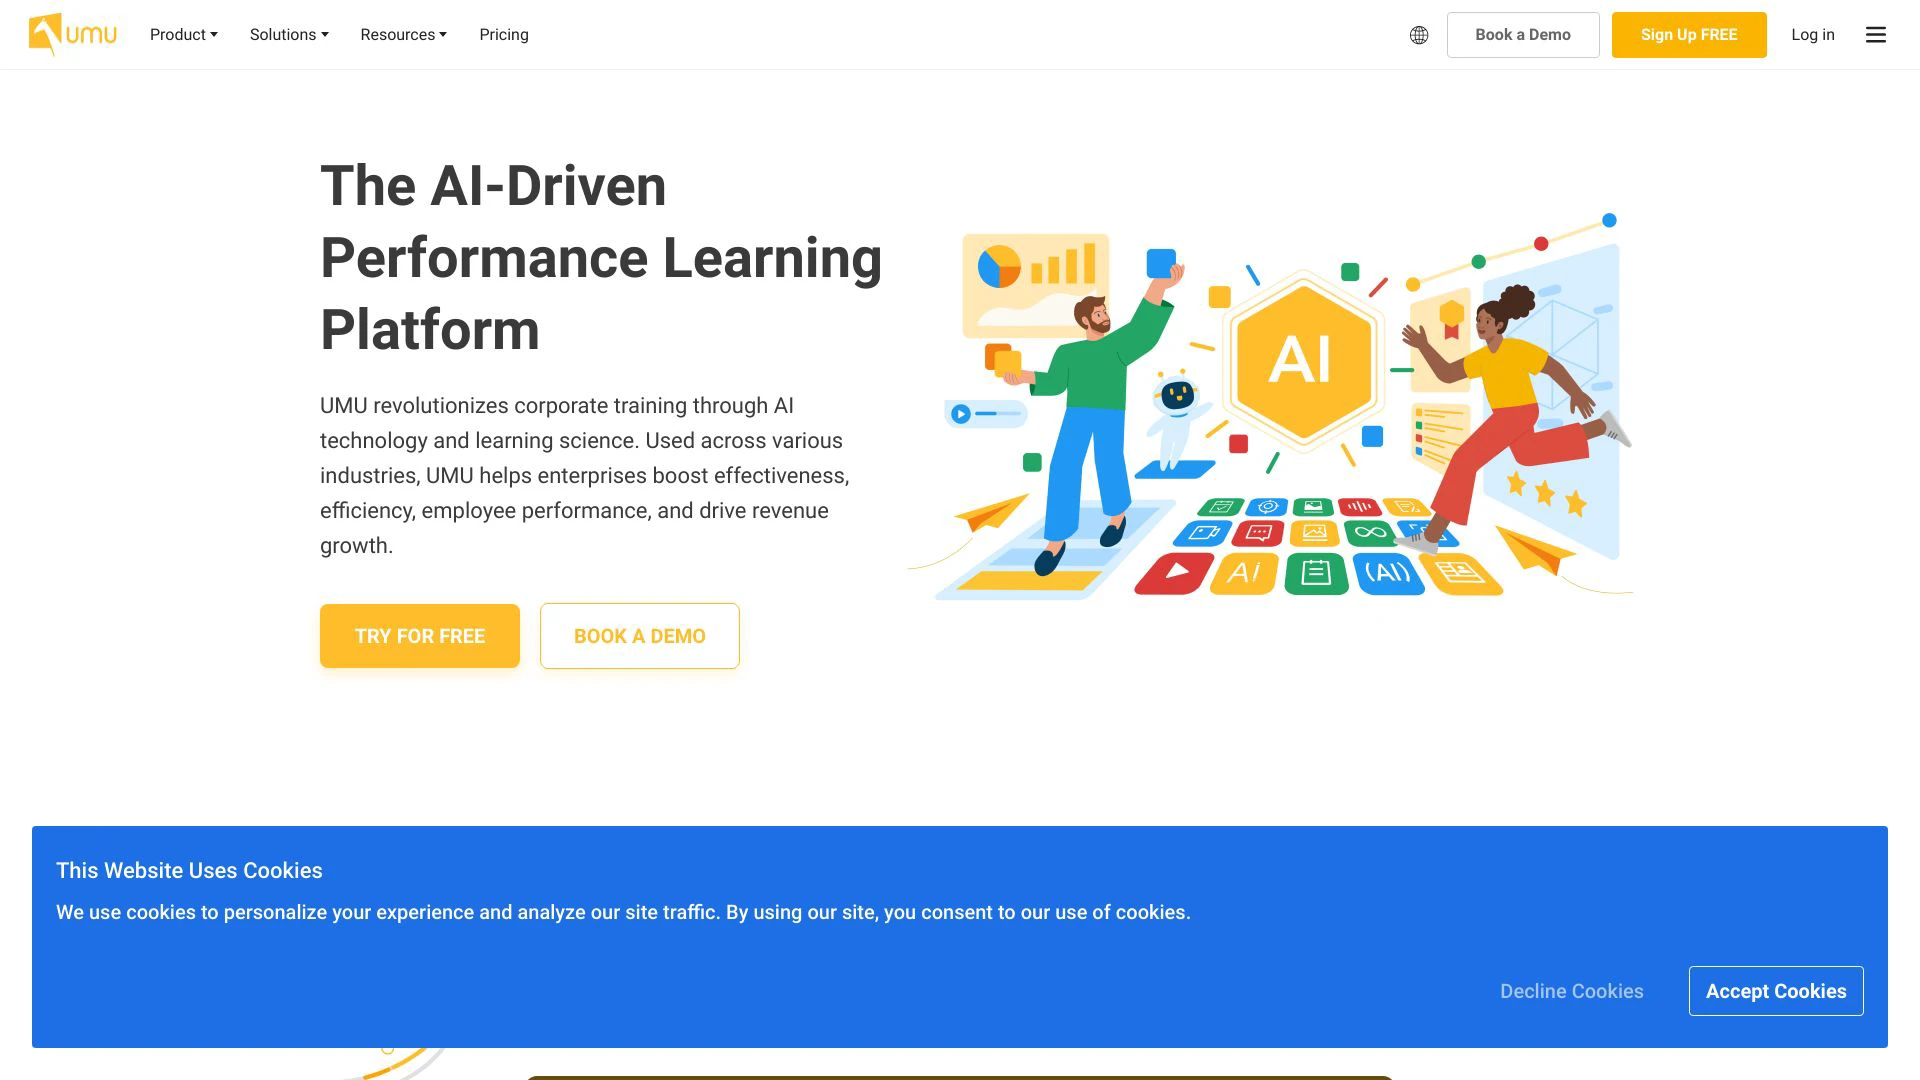 umu
Product
Solutions
Resources
Pricing
Book a Demo
Sign Up FREE
Log in
The AI-Driven
Performance Learning
Platform
UMU revolutionizes corporate training through AI
technology and learning science. Used across various
industries, UMU helps enterprises boost effectiveness,
efficiency, employee performance, and drive revenue
growth.
TRY FOR FREE
BOOK A DEMO
AI
Ai
(AI)
This Website Uses Cookies
We use cookies to personalize your experience and analyze our site traffic. By using our site, you consent to our use of cookies.
Decline Cookies
Accept Cookies